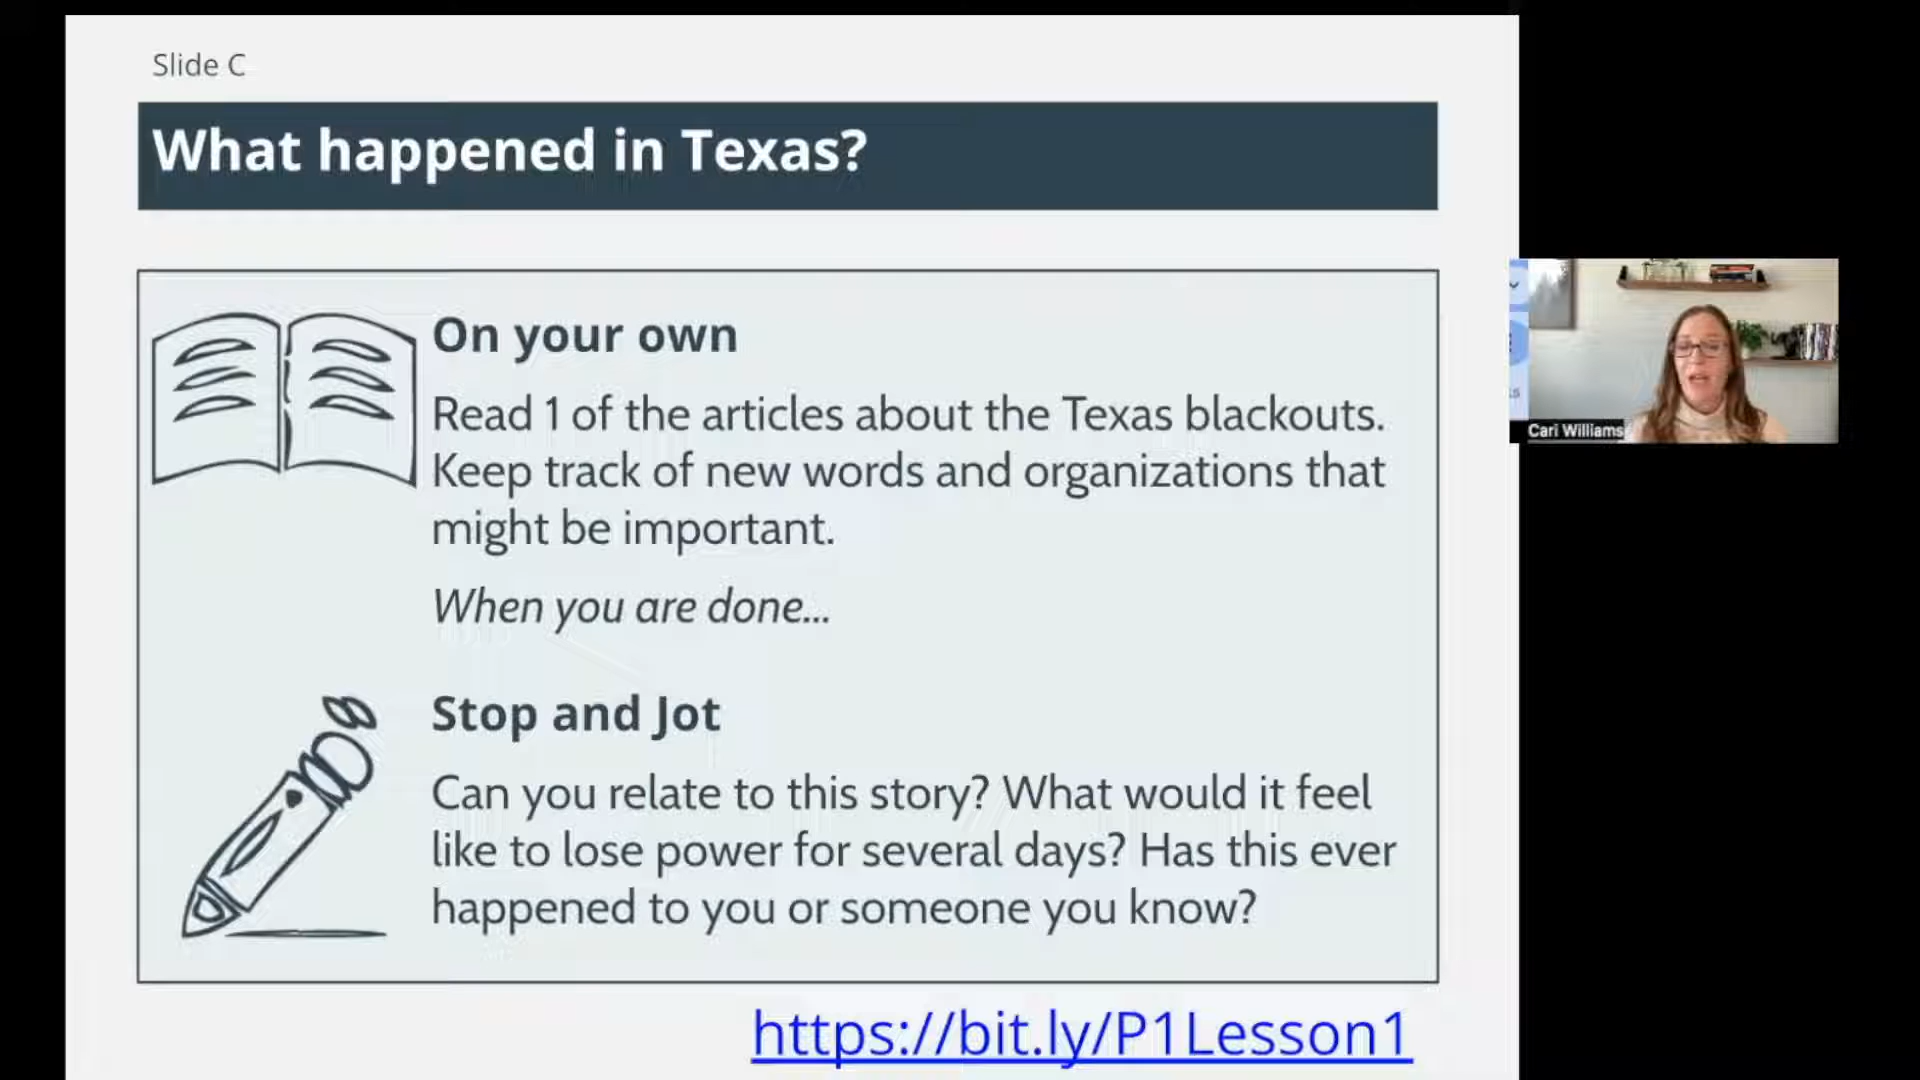 Slide C
What happened in Texas?
On your own
Read 1 of the articles about the Texas blackouts.
Keep track of new words and organizations that
might be important.
When you are done...
Stop and Jot
Can you relate to this story? What would it feel
like to lose power for several days? Has this ever
happened to you or someone you know?
https://bit.ly/P1Lesson1
Cari Williams